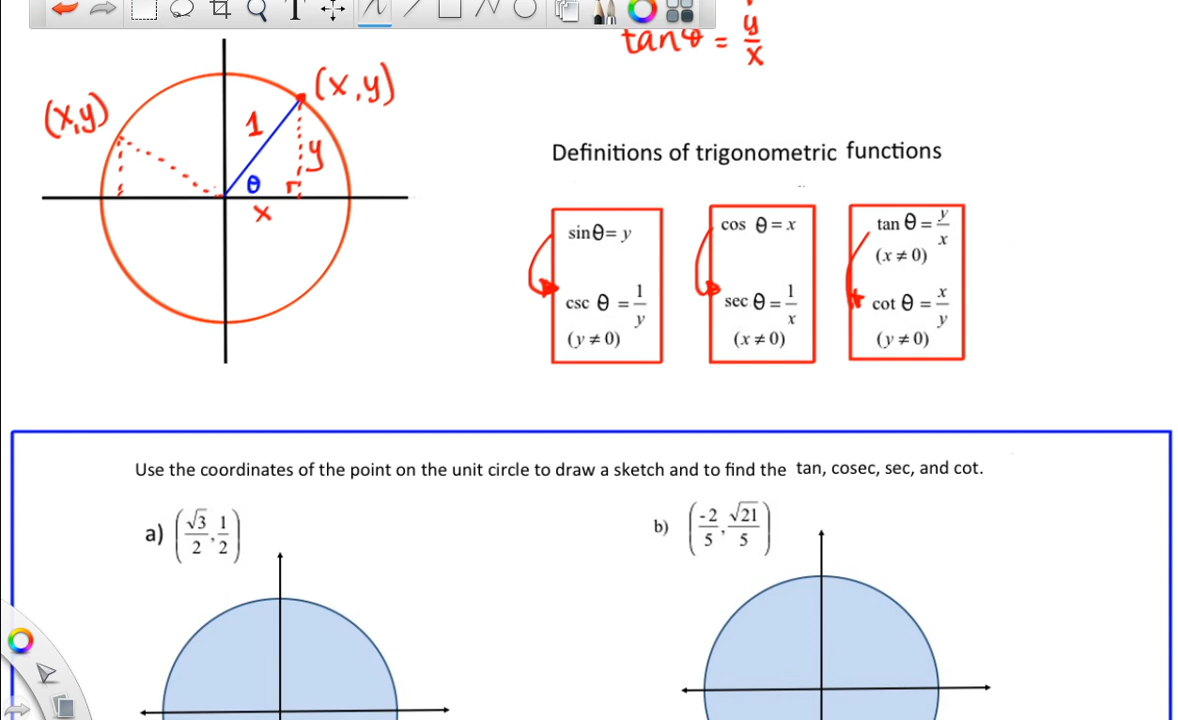 T
tanθ = y/x
(x,y)
(x,y)
1
y
θ
x
Definitions of trigonometric functions
sinθ= y
csc θ = 1/y
(y ≠ 0)
cos θ = x
sec θ = 1/x
(x ≠ 0)
tan θ = y/x
(x ≠ 0)
cot θ = x/y
(y ≠ 0)
Use the coordinates of the point on the unit circle to draw a sketch and to find the tan, cosec, sec, and cot.
a) (√3/2, 1/2)
b) (-2/5, √21/5)